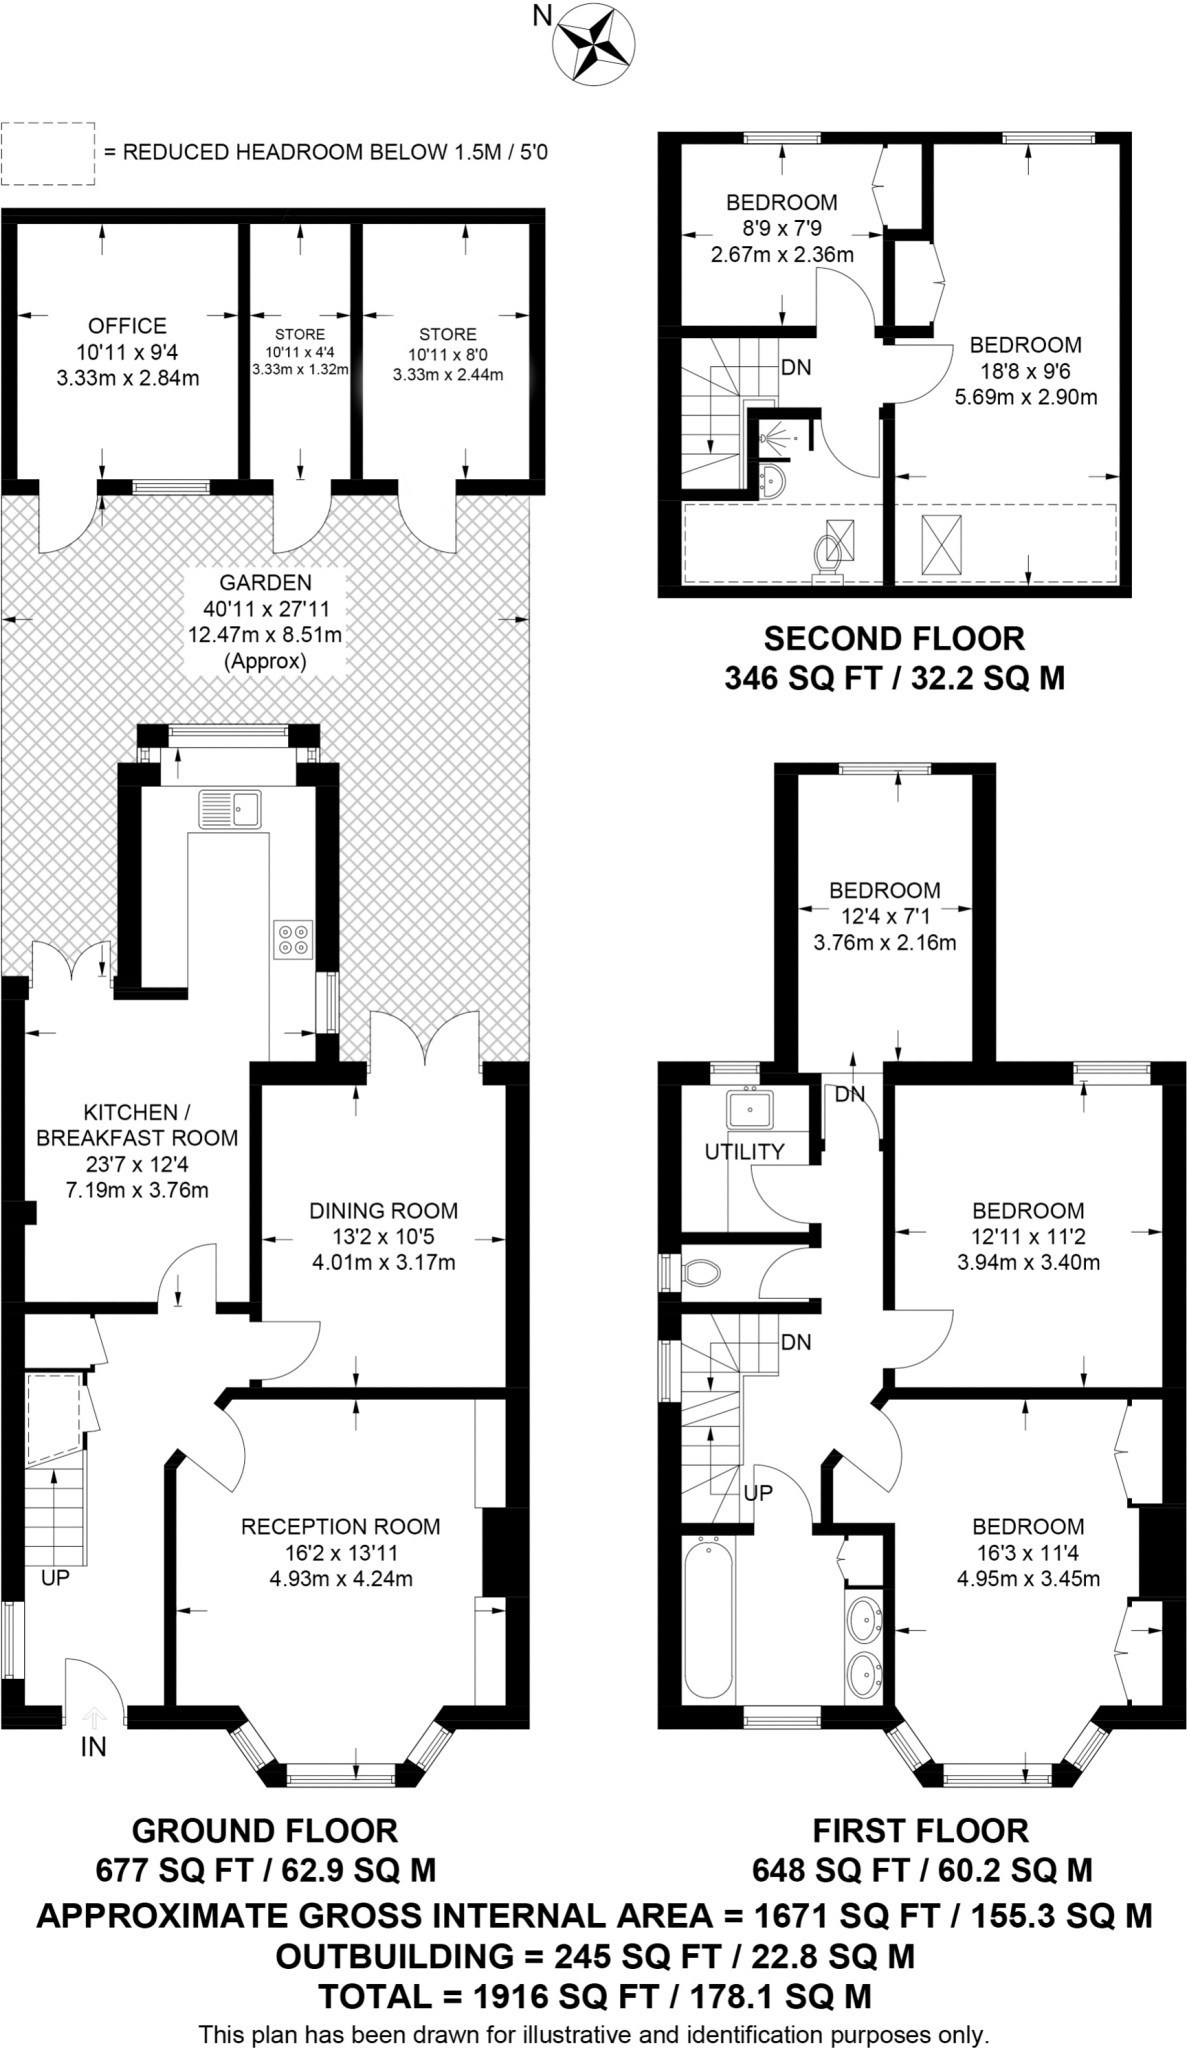 N
= REDUCED HEADROOM BELOW 1.5M / 5'0
OFFICE
10'11 x 9'4
3.33m x 2.84m
STORE
10'11 x 4'4
3.33m x 1.32m
STORE
10'11 x 8'0
3.33m x 2.44m
GARDEN
40'11 x 27'11
12.47m x 8.51m
(Approx)
KITCHEN /
BREAKFAST ROOM
23'7 x 12'4
7.19m x 3.76m
DINING ROOM
13'2 x 10'5
4.01m x 3.17m
RECEPTION ROOM
16'2 x 13'11
4.93m x 4.24m
UP
IN
GROUND FLOOR
677 SQ FT / 62.9 SQ M
BEDROOM
8'9 x 7'9
2.67m x 2.36m
DN
BEDROOM
18'8 x 9'6
5.69m x 2.90m
SECOND FLOOR
346 SQ FT / 32.2 SQ M
BEDROOM
12'4 x 7'1
3.76m x 2.16m
DN
UTILITY
BEDROOM
12'11 x 11'2
3.94m x 3.40m
DN
UP
BEDROOM
16'3 x 11'4
4.95m x 3.45m
FIRST FLOOR
648 SQ FT / 60.2 SQ M
APPROXIMATE GROSS INTERNAL AREA = 1671 SQ FT / 155.3 SQ M
OUTBUILDING = 245 SQ FT / 22.8 SQ M
TOTAL = 1916 SQ FT / 178.1 SQ M
This plan has been drawn for illustrative and identification purposes only.